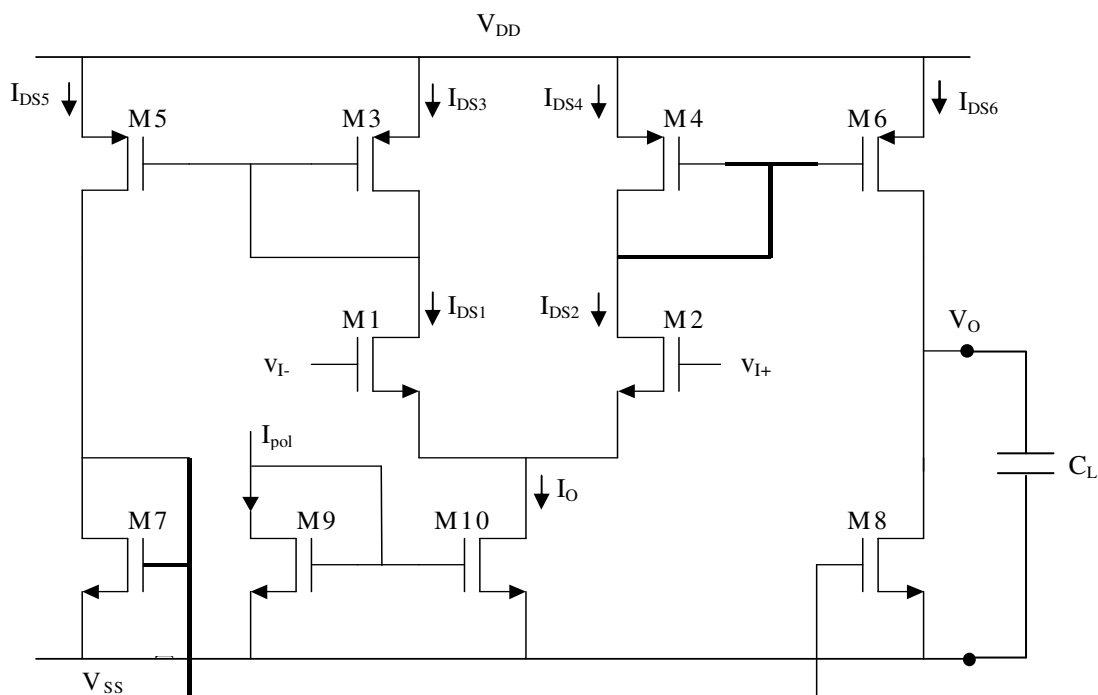 V_DD
I_DS5
I_DS3
I_DS4
I_DS6
M5
M3
M4
M6
I_DS1
I_DS2
M1
M2
V_O
v_I-
v_I+
I_pol
I_O
C_L
M7
M9
M10
M8
V_SS